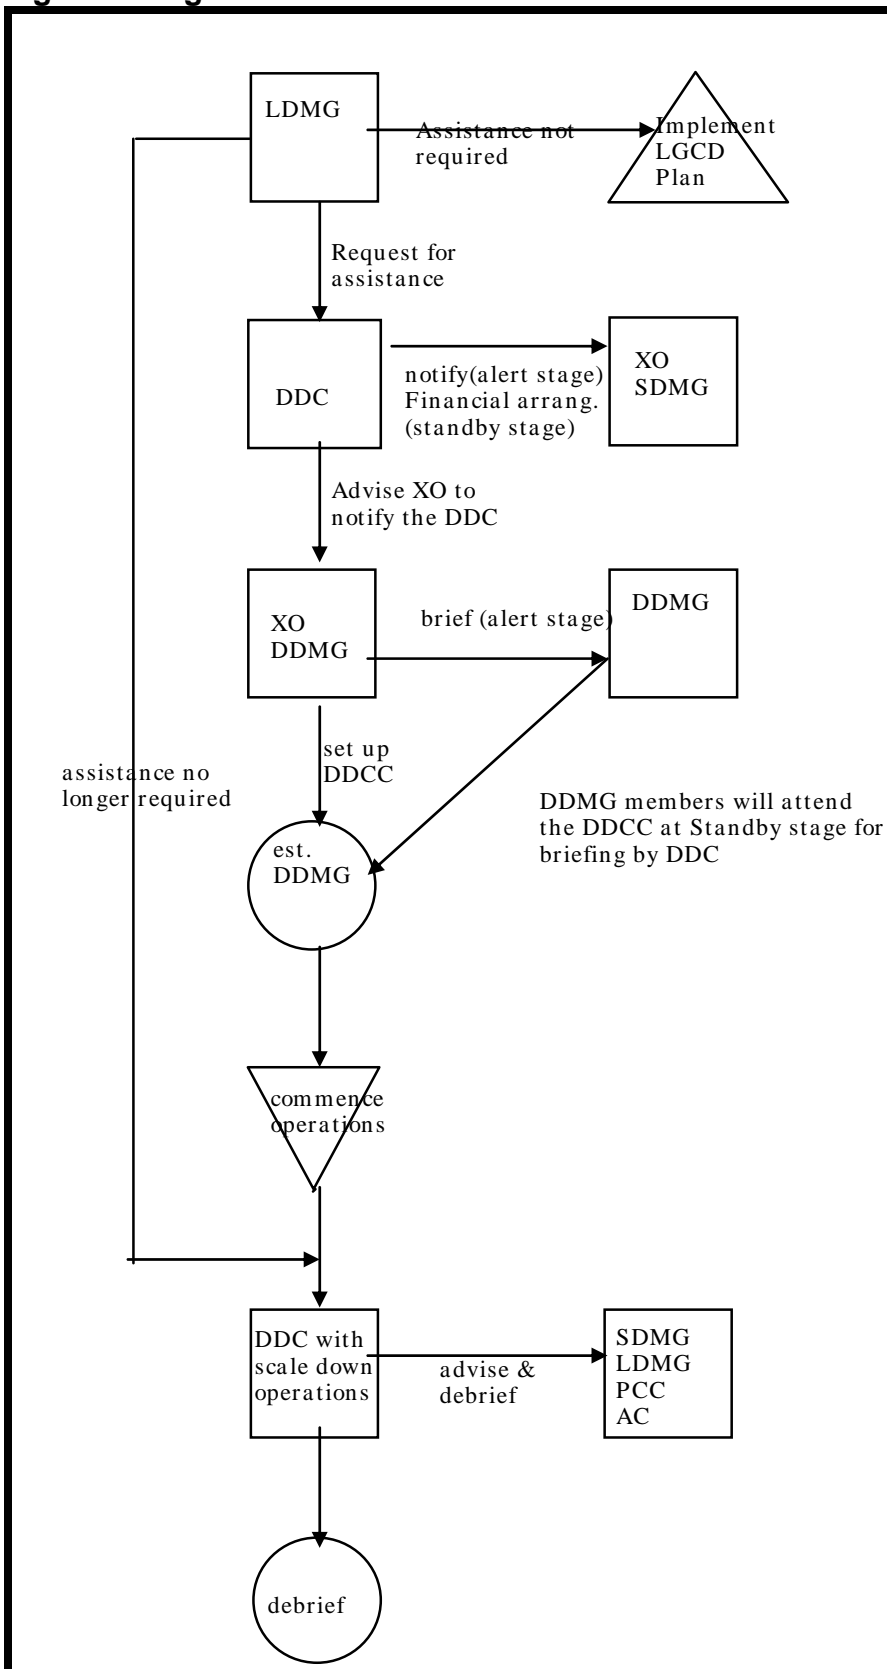 LDMG
Assistance not
required
Implement
LGCD
Plan
Request for
assistance
DDC
notify(alert stage)
Financial arrang.
(standby stage)
XO
SDMG
Advise XO to
notify the DDC
XO
DDMG
brief (alert stage)
DDMG
set up
DDCC
assistance no
longer required
DDMG members will attend
the DDCC at Standby stage for
briefing by DDC
est.
DDMG
commence
operations
DDC with
scale down
operations
advise &
debrief
SDMG
LDMG
PCC
AC
debrief